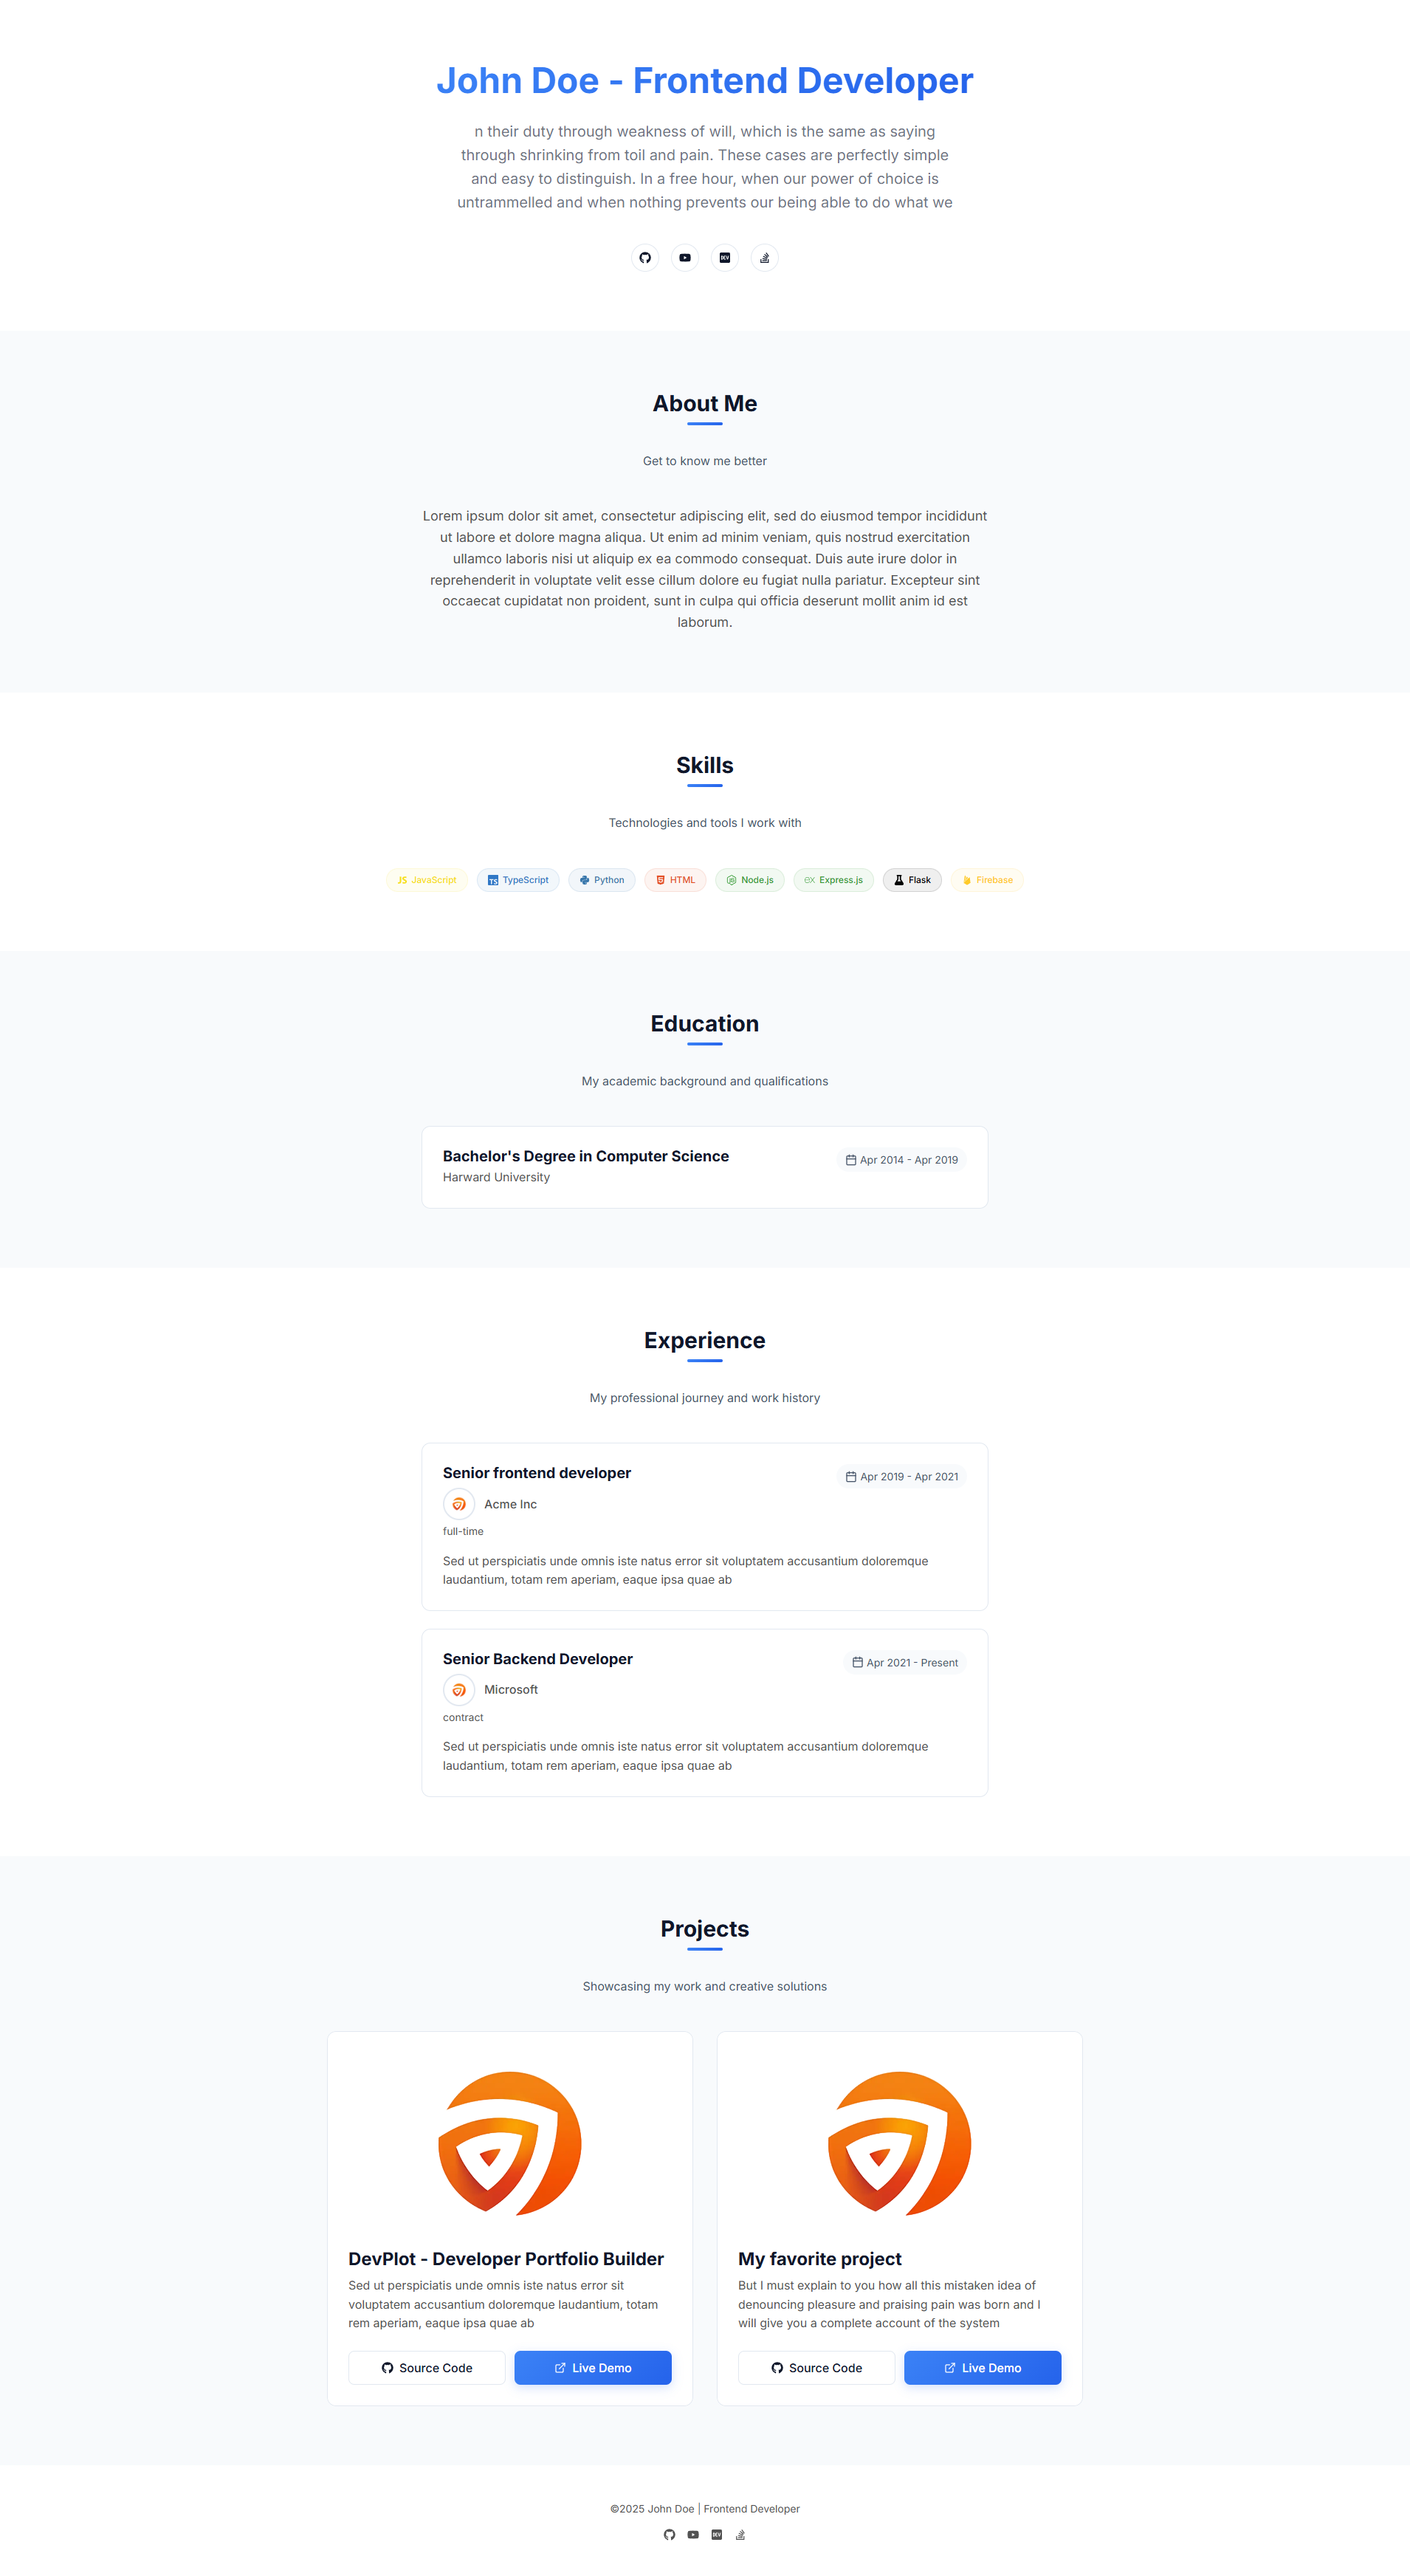 John Doe - Frontend Developer
n their duty through weakness of will, which is the same as saying
through shrinking from toil and pain. These cases are perfectly simple
and easy to distinguish. In a free hour, when our power of choice is
untrammelled and when nothing prevents our being able to do what we
DEV
About Me
Get to know me better
Lorem ipsum dolor sit amet, consectetur adipiscing elit, sed do eiusmod tempor incididunt
ut labore et dolore magna aliqua. Ut enim ad minim veniam, quis nostrud exercitation
ullamco laboris nisi ut aliquip ex ea commodo consequat. Duis aute irure dolor in
reprehenderit in voluptate velit esse cillum dolore eu fugiat nulla pariatur. Excepteur sint
occaecat cupidatat non proident, sunt in culpa qui officia deserunt mollit anim id est
laborum.
Skills
Technologies and tools I work with
JS JavaScript TS TypeScript Python HTML Node.js ex Express.js Flask Firebase
Education
My academic background and qualifications
Bachelor's Degree in Computer Science
Apr 2014 - Apr 2019
Harward University
Experience
My professional journey and work history
Senior frontend developer
Apr 2019 - Apr 2021
Acme Inc
full-time
Sed ut perspiciatis unde omnis iste natus error sit voluptatem accusantium doloremque
laudantium, totam rem aperiam, eaque ipsa quae ab
Senior Backend Developer
Apr 2021 - Present
Microsoft
contract
Sed ut perspiciatis unde omnis iste natus error sit voluptatem accusantium doloremque
laudantium, totam rem aperiam, eaque ipsa quae ab
Projects
Showcasing my work and creative solutions
DevPlot - Developer Portfolio Builder
Sed ut perspiciatis unde omnis iste natus error sit
voluptatem accusantium doloremque laudantium, totam
rem aperiam, eaque ipsa quae ab
Source Code Live Demo
My favorite project
But I must explain to you how all this mistaken idea of
denouncing pleasure and praising pain was born and I
will give you a complete account of the system
Source Code Live Demo
©2025 John Doe | Frontend Developer
DEV